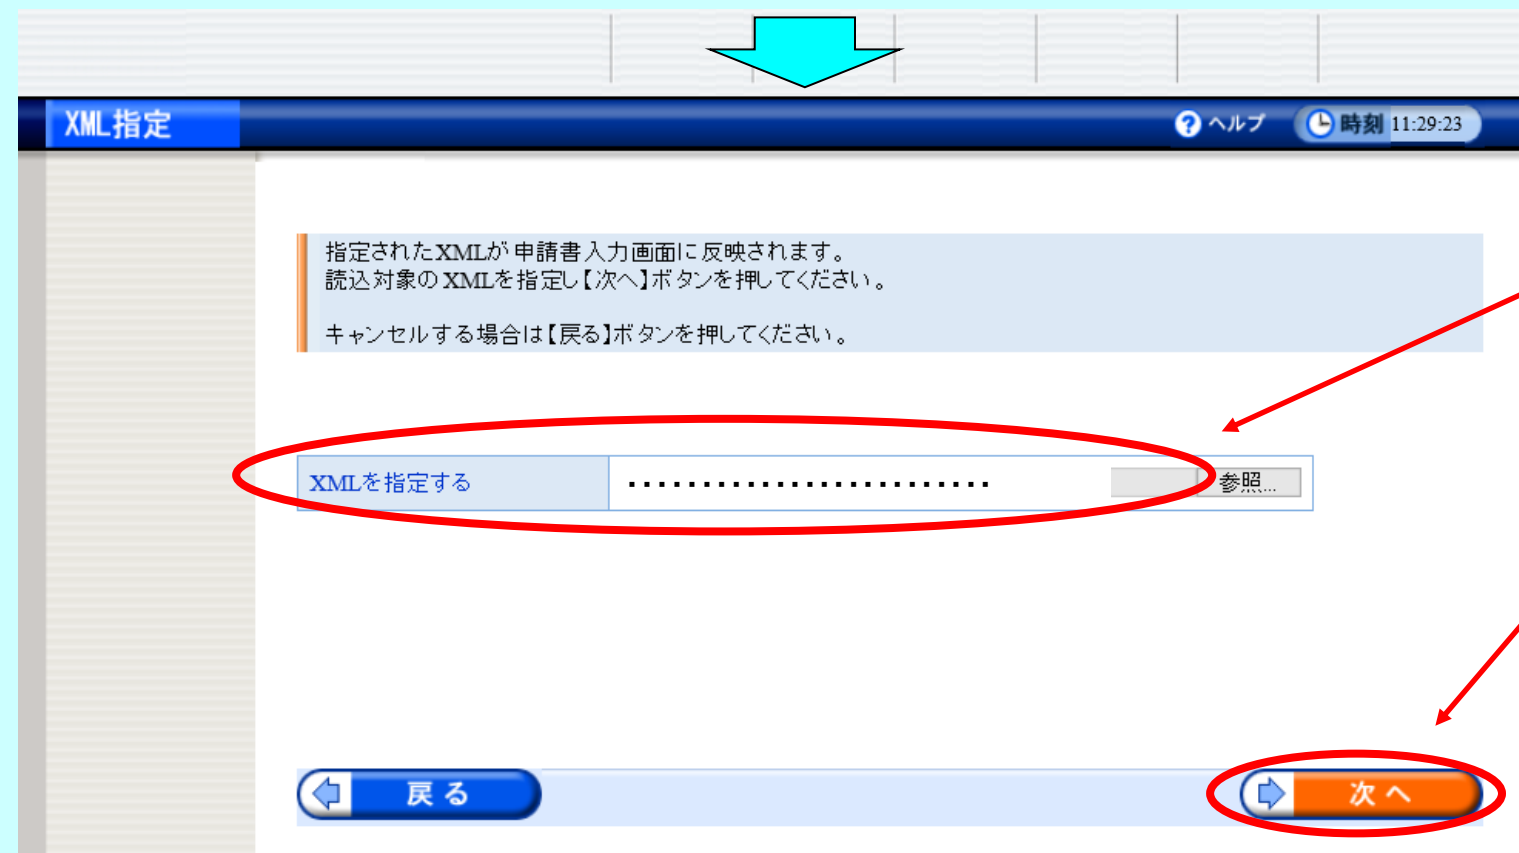 XML指定
ヘルプ
時刻 11:29:23
指定されたXMLが申請書入力画面に反映されます。
読込対象のXMLを指定し【次へ】ボタンを押してください。
キャンセルする場合は【戻る】ボタンを押してください。
XMLを指定する ・・・・・・・・・・・・・・・・・・・・・・・・・ 参照...
戻る
次へ